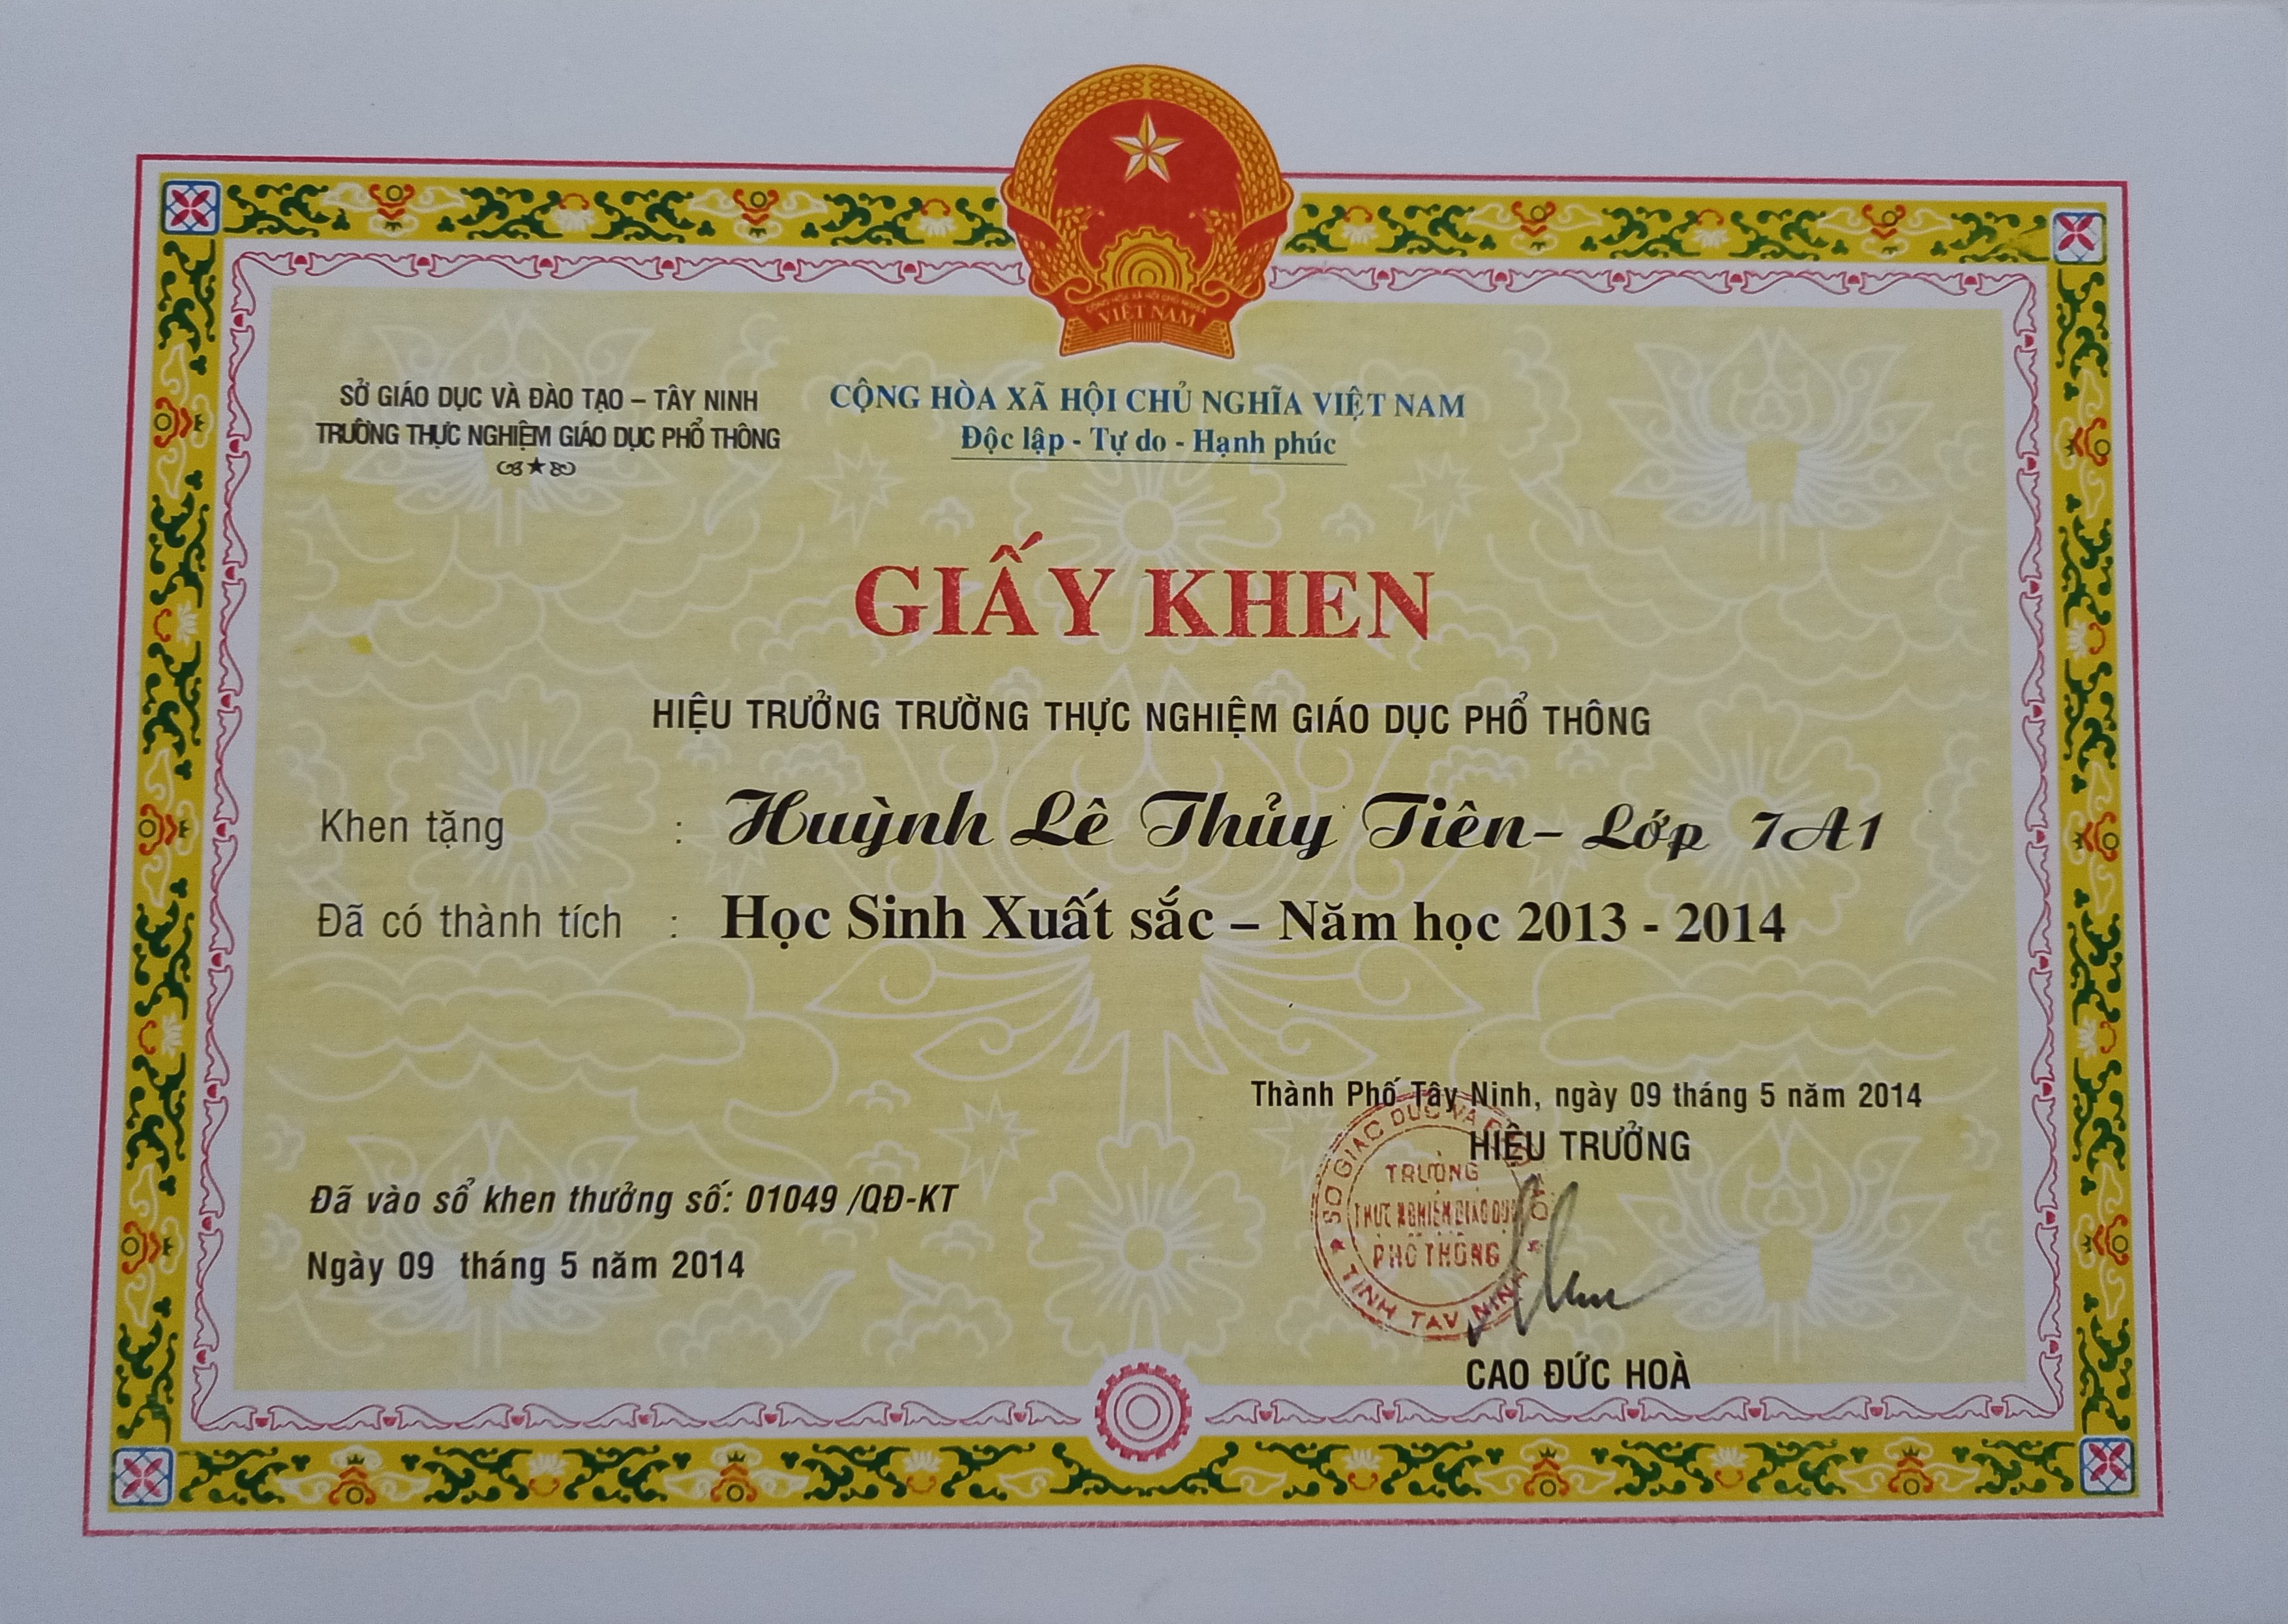 VIỆT NAM
SỞ GIÁO DỤC VÀ ĐÀO TẠO – TÂY NINH
TRƯỜNG THỰC NGHIỆM GIÁO DỤC PHỔ THÔNG
CỘNG HÒA XÃ HỘI CHỦ NGHĨA VIỆT NAM
Độc lập - Tự do - Hạnh phúc
GIẤY KHEN
HIỆU TRƯỞNG TRƯỜNG THỰC NGHIỆM GIÁO DỤC PHỔ THÔNG
Khen tặng : Huỳnh Lê Thủy Tiên– Lớp 7A1
Đã có thành tích : Học Sinh Xuất sắc – Năm học 2013 - 2014
Thành Phố Tây Ninh, ngày 09 tháng 5 năm 2014
HIỆU TRƯỞNG
SỞ GIÁO DỤC VÀ
TRƯỜNG
THỰC NGHIỆM GIÁO DỤC
PHỔ THÔNG
TỈNH TÂY NINH
Đã vào sổ khen thưởng số: 01049 /QĐ-KT
Ngày 09 tháng 5 năm 2014
CAO ĐỨC HOÀ